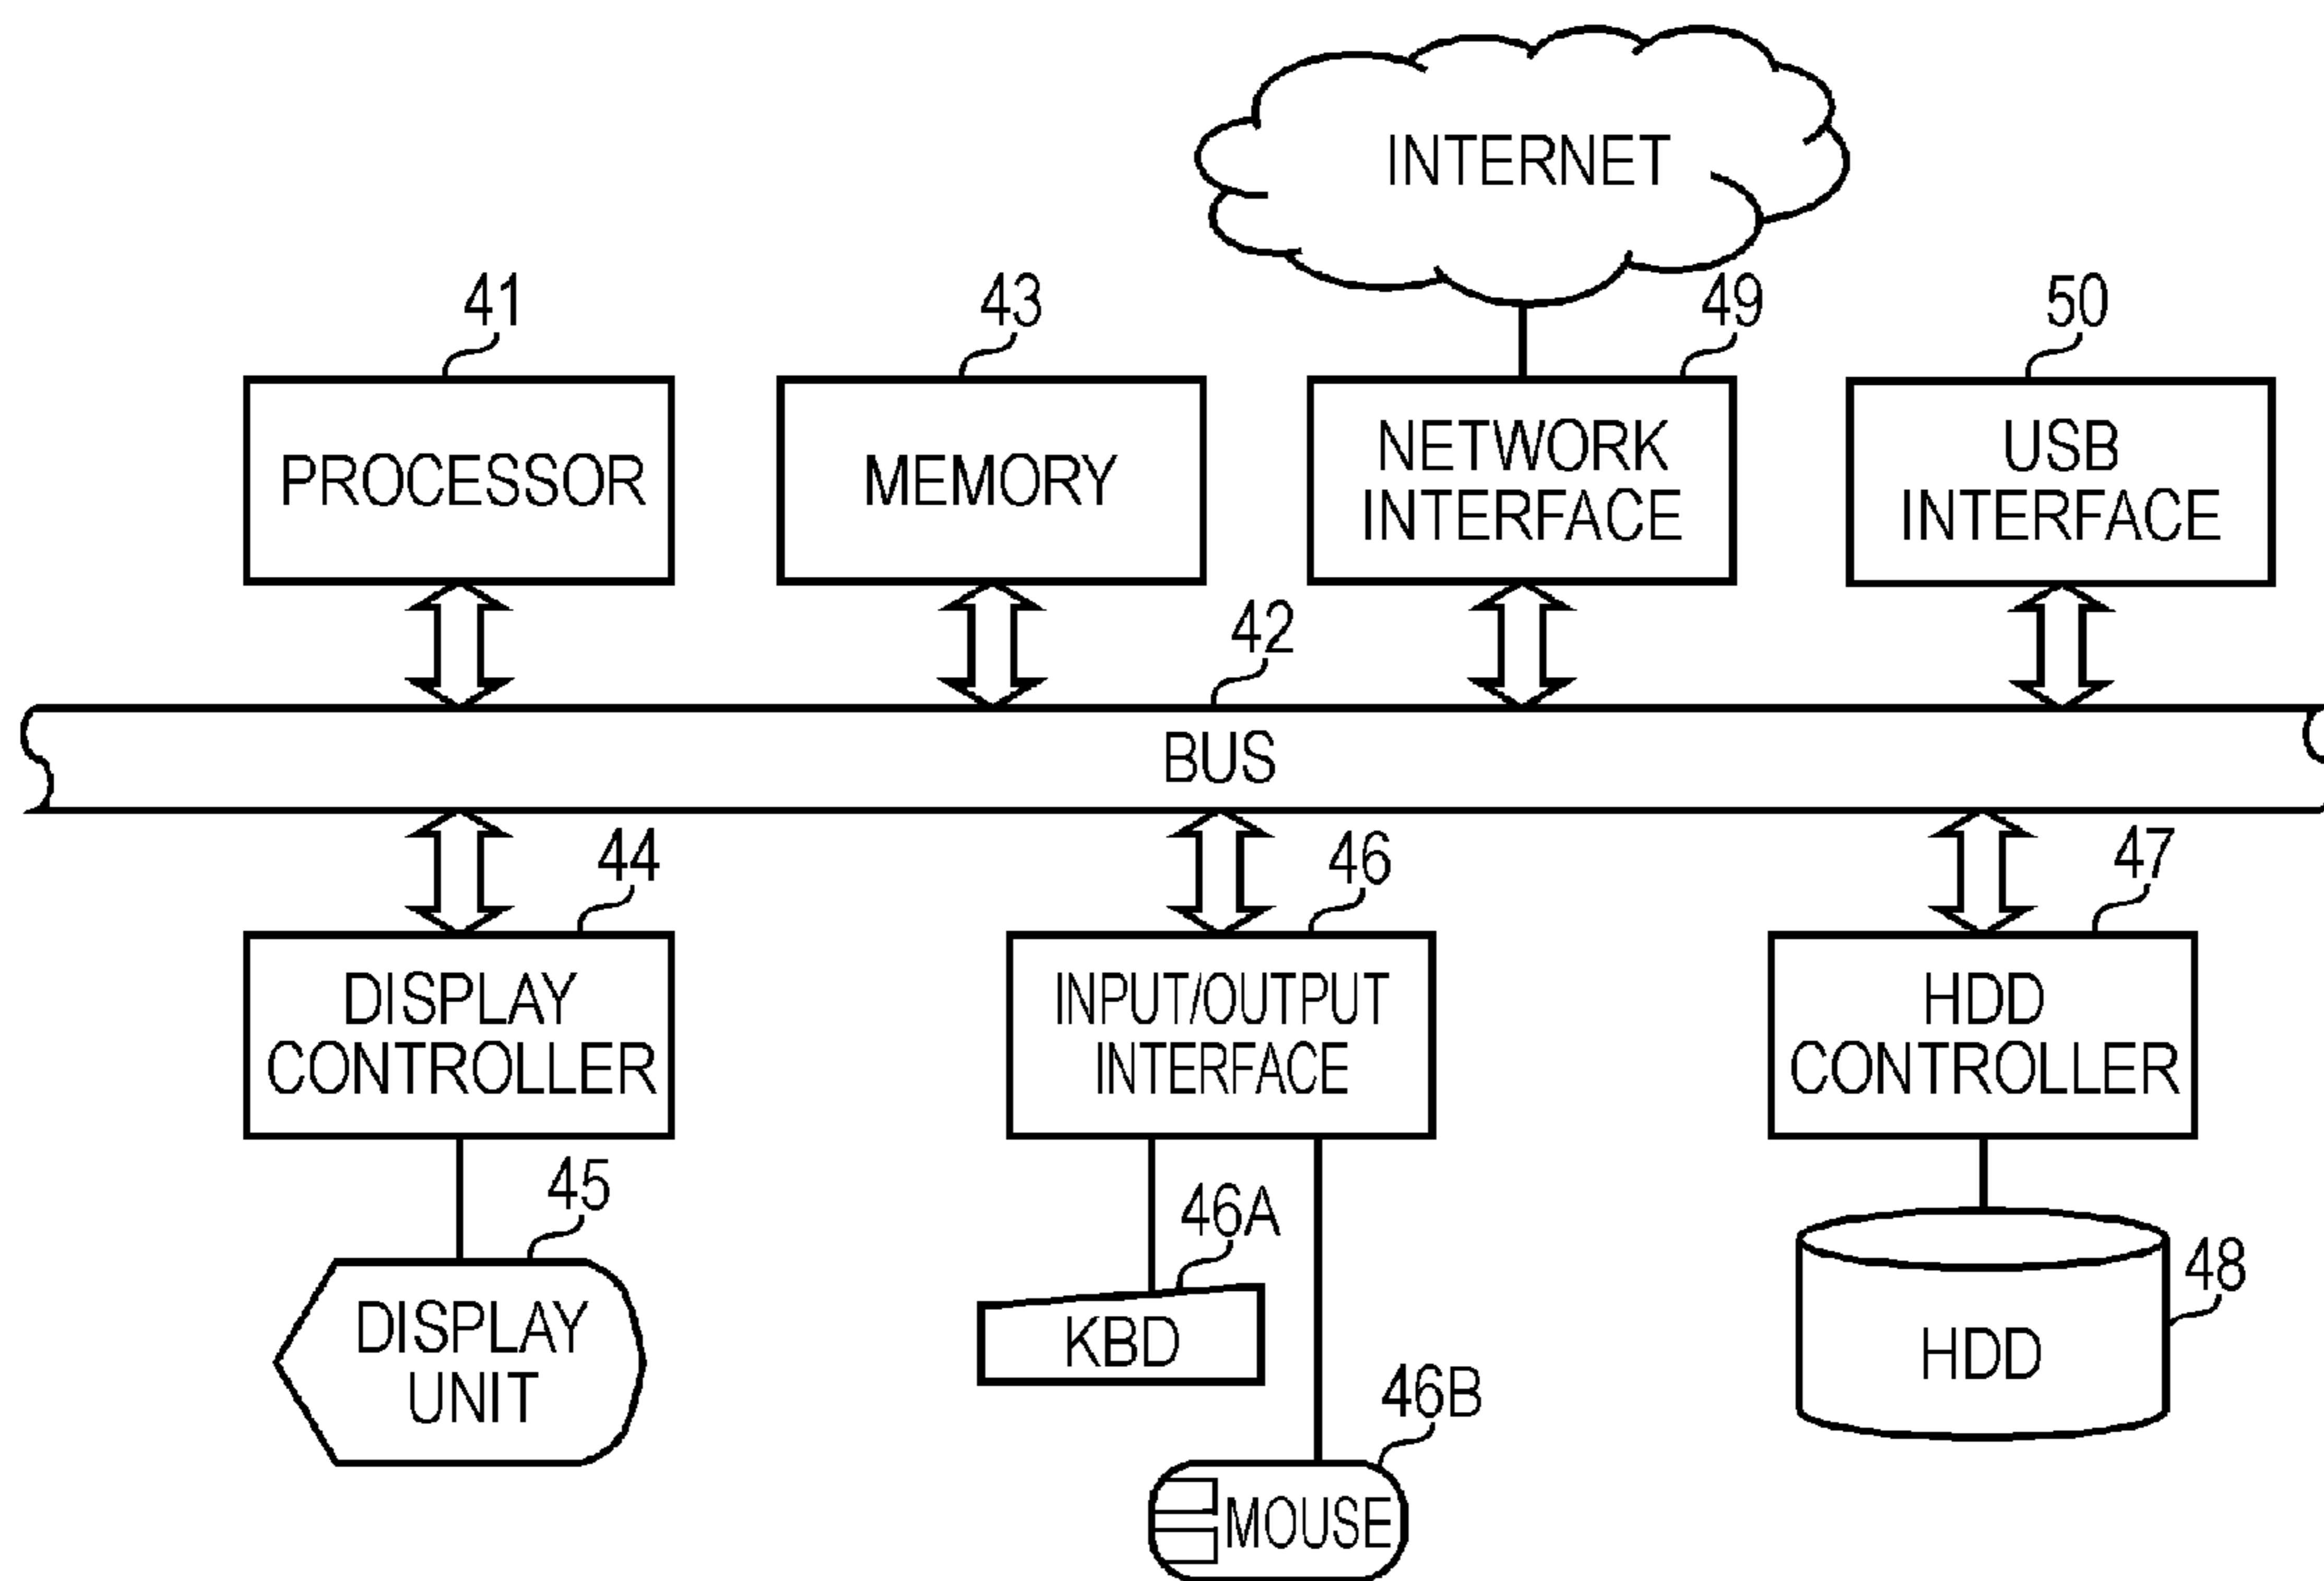 INTERNET
41
43
49
50
PROCESSOR
MEMORY
NETWORK
INTERFACE
USB
INTERFACE
42
BUS
44
46
47
DISPLAY
CONTROLLER
INPUT/OUTPUT
INTERFACE
HDD
CONTROLLER
45
46A
48
DISPLAY
UNIT
KBD
HDD
46B
MOUSE